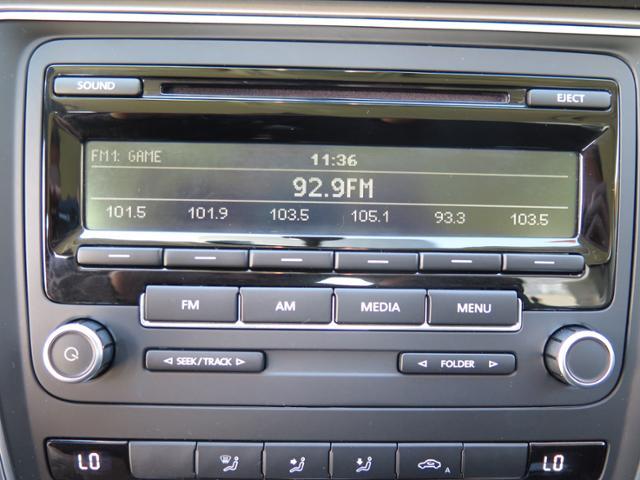 SOUND
EJECT
FM1: GAME
11:36
92.9FM
101.5 101.9 103.5 105.1 93.3 103.5
FM AM MEDIA MENU
SEEK/TRACK
FOLDER
LO
A
LO